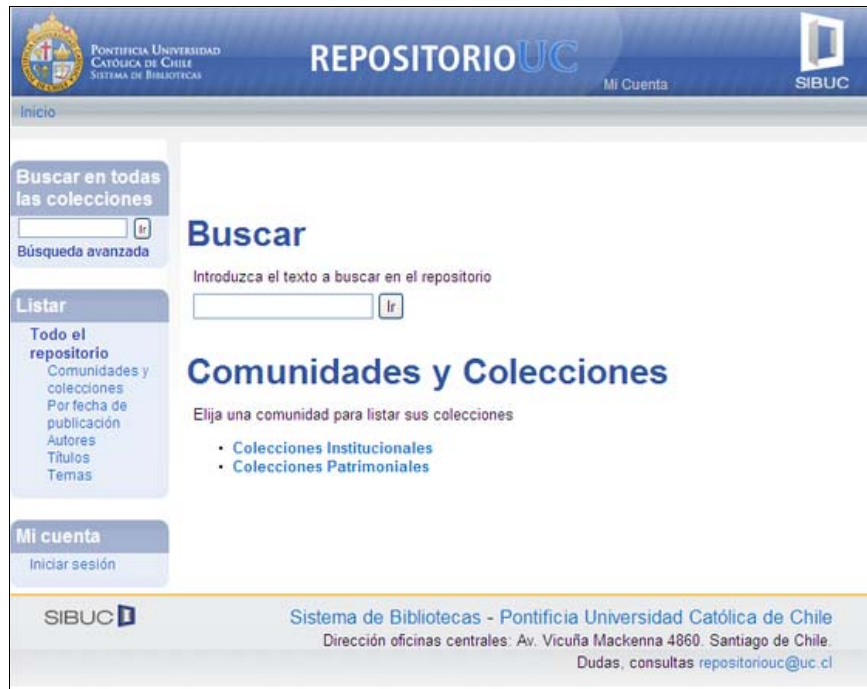 PONTIFICIA UNIVERSIDAD
CATÓLICA DE CHILE
SISTEMA DE BIBLIOTECAS
REPOSITORIOUC
Mi Cuenta
SIBUC
Inicio
Buscar en todas
las colecciones
Ir
Búsqueda avanzada
Listar
Todo el
repositorio
Comunidades y
colecciones
Por fecha de
publicación
Autores
Títulos
Temas
Mi cuenta
Iniciar sesión
Buscar
Introduzca el texto a buscar en el repositorio
Ir
Comunidades y Colecciones
Elija una comunidad para listar sus colecciones
• Colecciones Institucionales
• Colecciones Patrimoniales
SIBUC
Sistema de Bibliotecas - Pontificia Universidad Católica de Chile
Dirección oficinas centrales: Av. Vicuña Mackenna 4860. Santiago de Chile.
Dudas, consultas repositoriouc@uc.cl